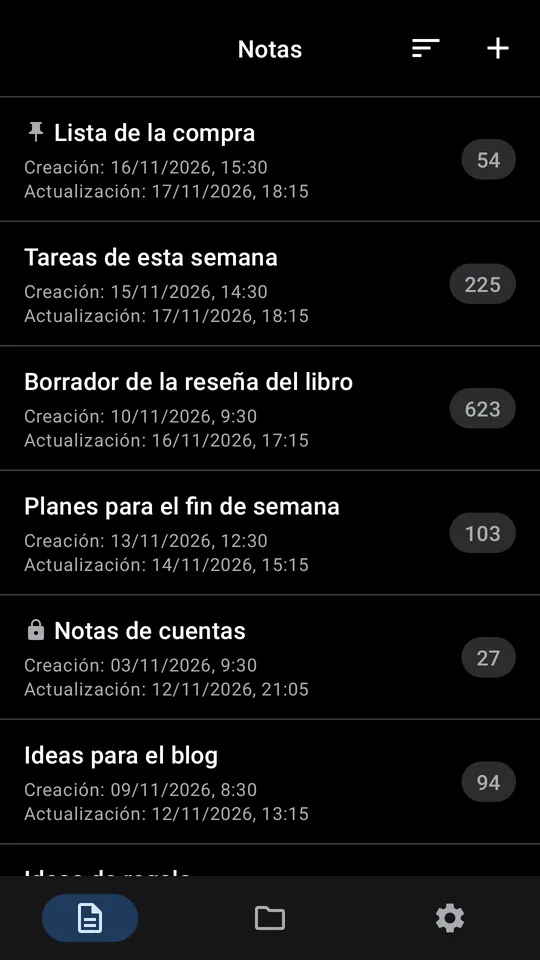 Notas
Lista de la compra
Creación: 16/11/2026, 15:30
Actualización: 17/11/2026, 18:15
54
Tareas de esta semana
Creación: 15/11/2026, 14:30
Actualización: 17/11/2026, 18:15
225
Borrador de la reseña del libro
Creación: 10/11/2026, 9:30
Actualización: 16/11/2026, 17:15
623
Planes para el fin de semana
Creación: 13/11/2026, 12:30
Actualización: 14/11/2026, 15:15
103
Notas de cuentas
Creación: 03/11/2026, 9:30
Actualización: 12/11/2026, 21:05
27
Ideas para el blog
Creación: 09/11/2026, 8:30
Actualización: 12/11/2026, 13:15
94
Ideas de regalo